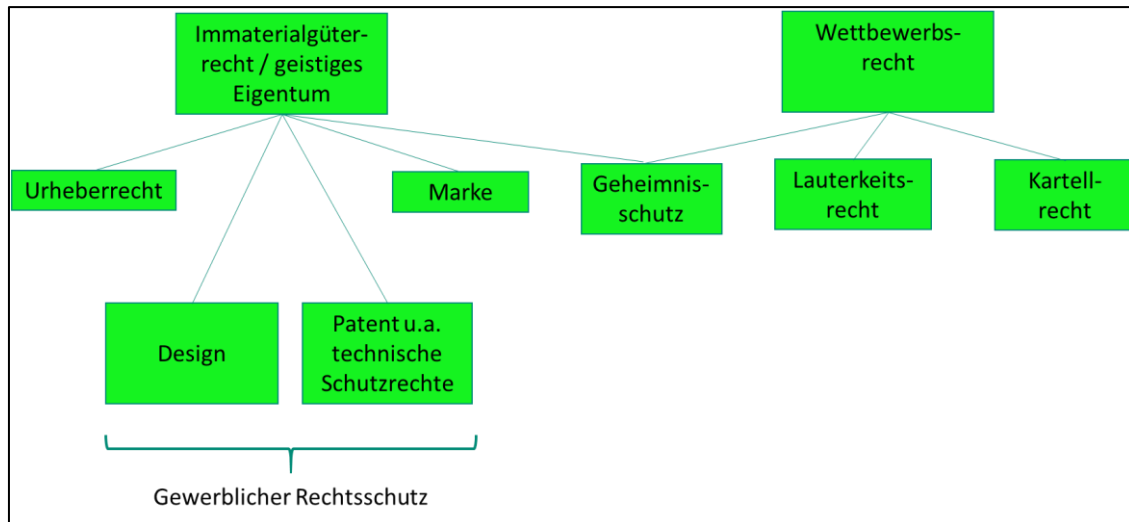 Immaterialgüter-
recht / geistiges
Eigentum
Wettbewerbs-
recht
Urheberrecht
Marke
Geheimnis-
schutz
Lauterkeits-
recht
Kartell-
recht
Design
Patent u.a.
technische
Schutzrechte
Gewerblicher Rechtsschutz